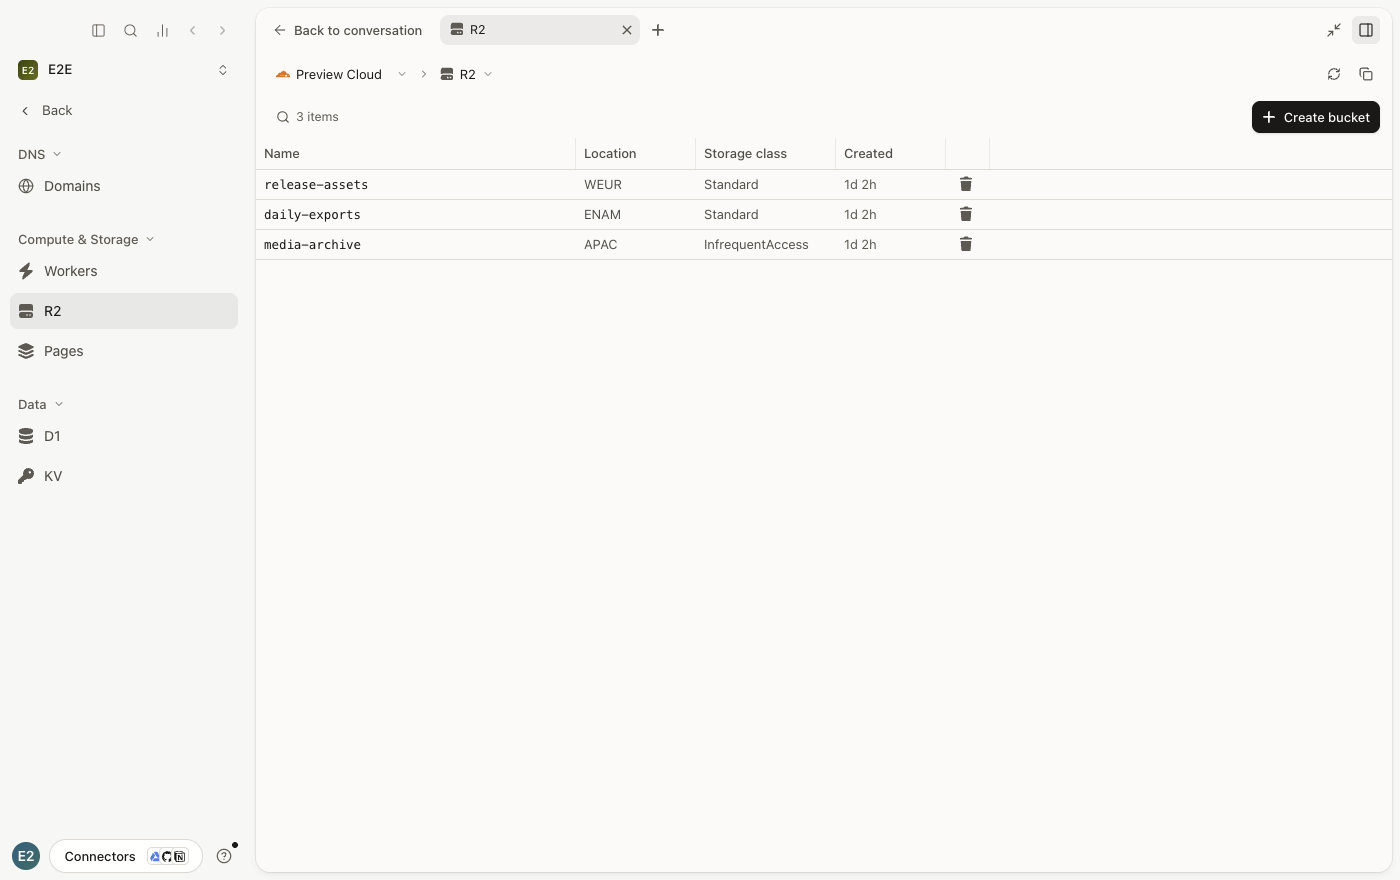 Back to conversation
R2
E2
E2E
Preview Cloud
R2
Back
3 items
Create bucket
DNS
Domains
Compute & Storage
Workers
R2
Pages
Data
D1
KV
Name Location Storage class Created
release-assets WEUR Standard 1d 2h
daily-exports ENAM Standard 1d 2h
media-archive APAC InfrequentAccess 1d 2h
E2
Connectors